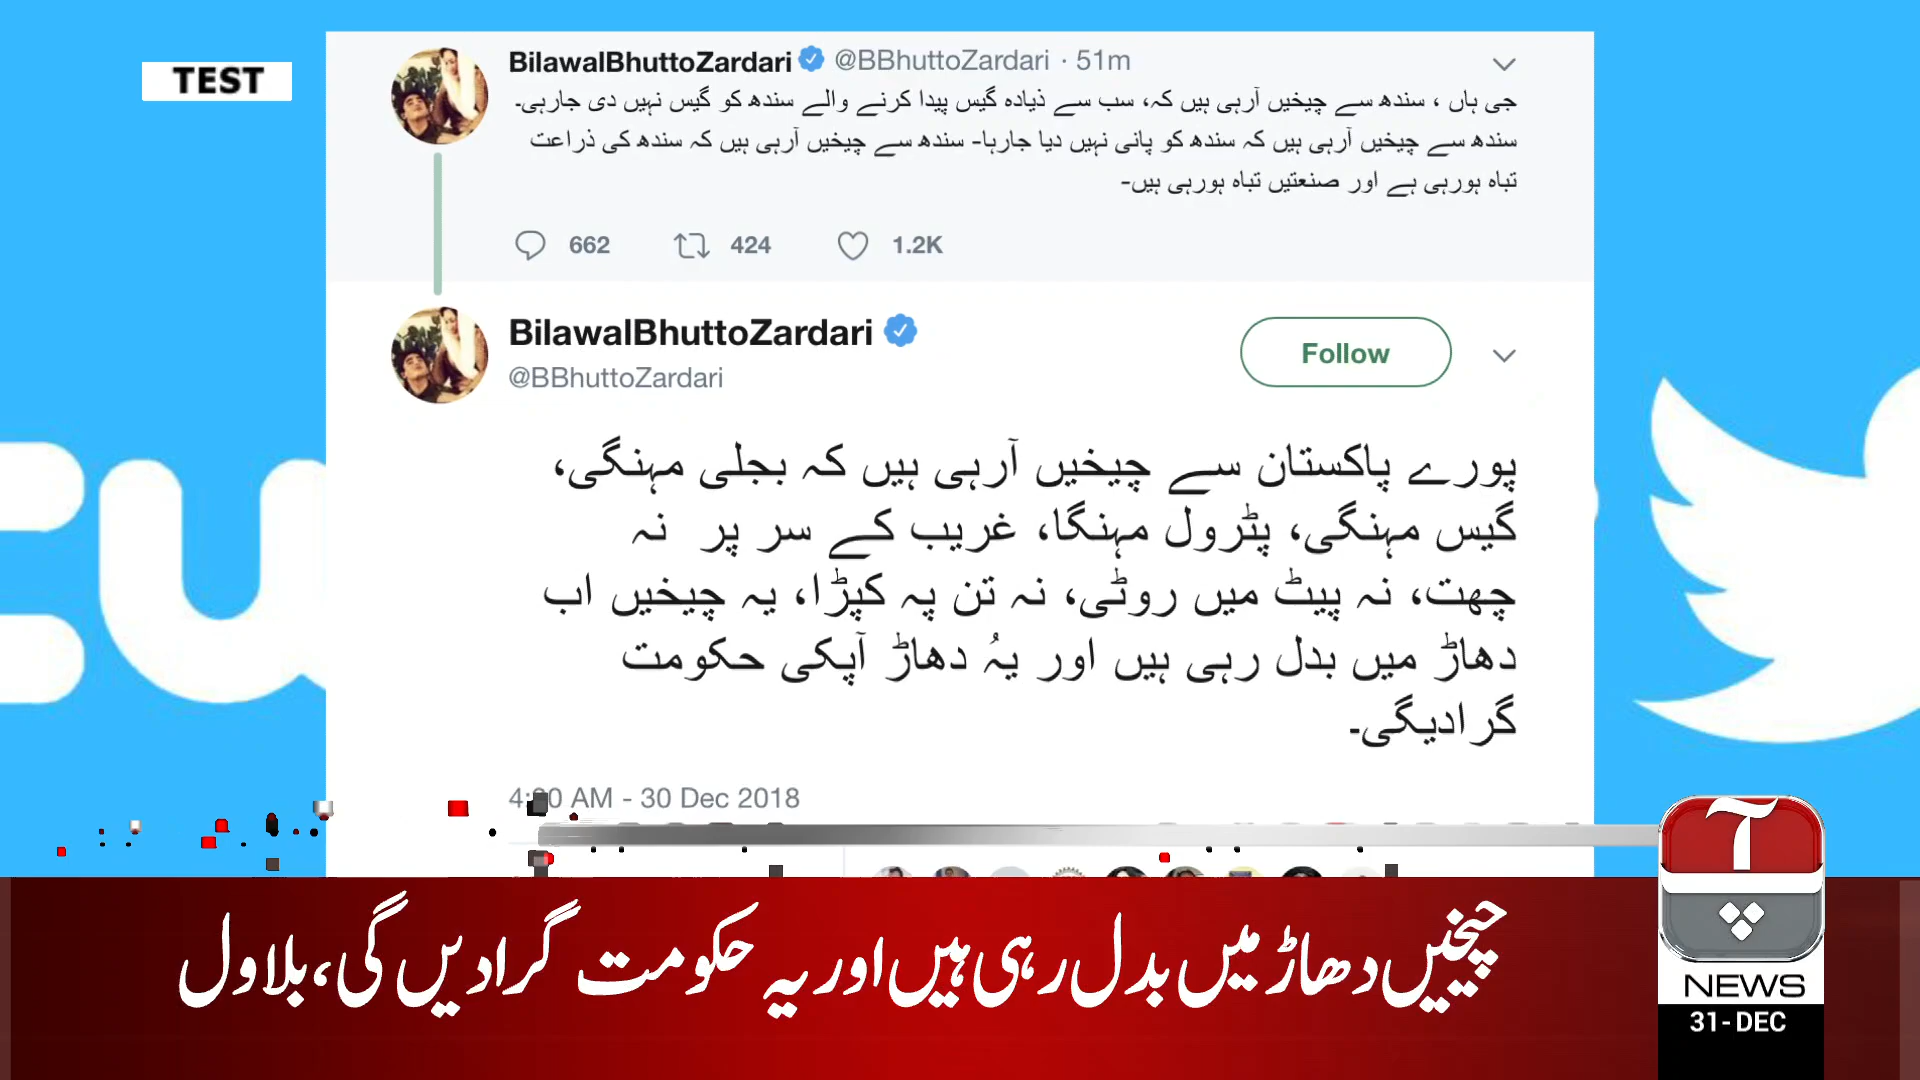 TEST
BilawalBhuttoZardari @BBhuttoZardari · 51m
جی ہاں ، سندھ سے چیخیں آرہی ہیں کہ، سب سے ذیادہ گیس پیدا کرنے والے سندھ کو گیس نہیں دی جارہی۔
سندھ سے چیخیں آرہی ہیں کہ سندھ کو پانی نہیں دیا جارہا- سندھ سے چیخیں آرہی ہیں کہ سندھ کی ذراعت
تباہ ہورہی ہے اور صنعتیں تباہ ہورہی ہیں-
662 424 1.2K
BilawalBhuttoZardari
Follow
@BBhuttoZardari
پورے پاکستان سے چیخیں آرہی ہیں کہ بجلی مہنگی،
گیس مہنگی، پٹرول مہنگا، غریب کے سر پر نہ
چھت، نہ پیٹ میں روٹی، نہ تن پہ کپڑا، یہ چیخیں اب
دھاڑ میں بدل رہی ہیں اور یہُ دھاڑ آپکی حکومت
گرادیگی۔
AM - 30 Dec 2018
چیخیں دھاڑ میں بدل رہی ہیں اور یہ حکومت گرادیں گی، بلاول
آپ
NEWS
31- DEC